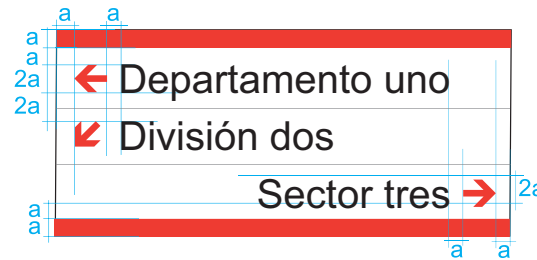 a a
a
a
2a Departamento uno
2a
División dos
Sector tres 2a
a
a
a a